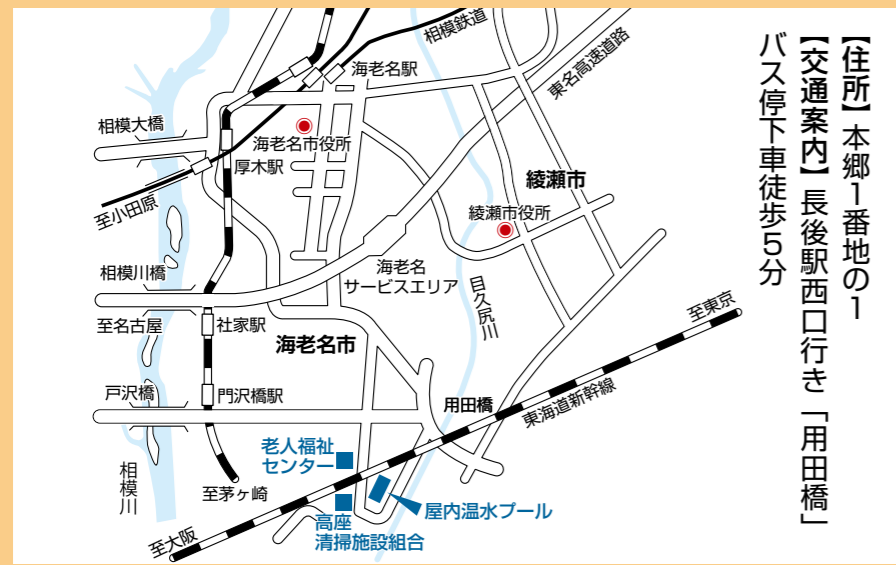 【住所】本郷1番地の1
【交通案内】長後駅西口行き「用田橋」
バス停下車徒歩5分
相模鉄道
海老名駅
東名高速道路
相模大橋
海老名市役所
厚木駅
綾瀬市
至小田原
綾瀬市役所
相模川橋
海老名
サービスエリア
目久尻川
至名古屋
社家駅
海老名市
至東京
戸沢橋
門沢橋駅
用田橋
東海道新幹線
老人福祉
センター
相模川
至茅ヶ崎
屋内温水プール
高座
清掃施設組合
至大阪